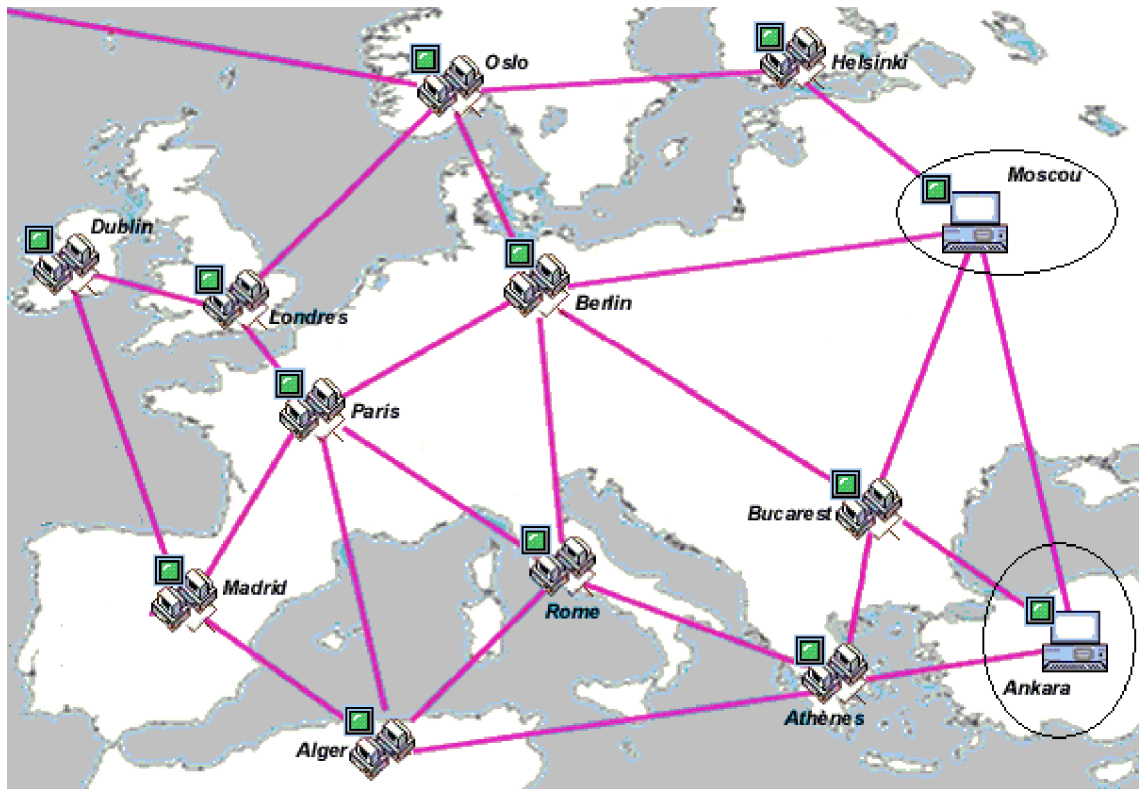 Oslo
Helsinki
Moscou
Dublin
Londres
Berlin
Paris
Bucarest
Madrid
Rome
Ankara
Athènes
Alger